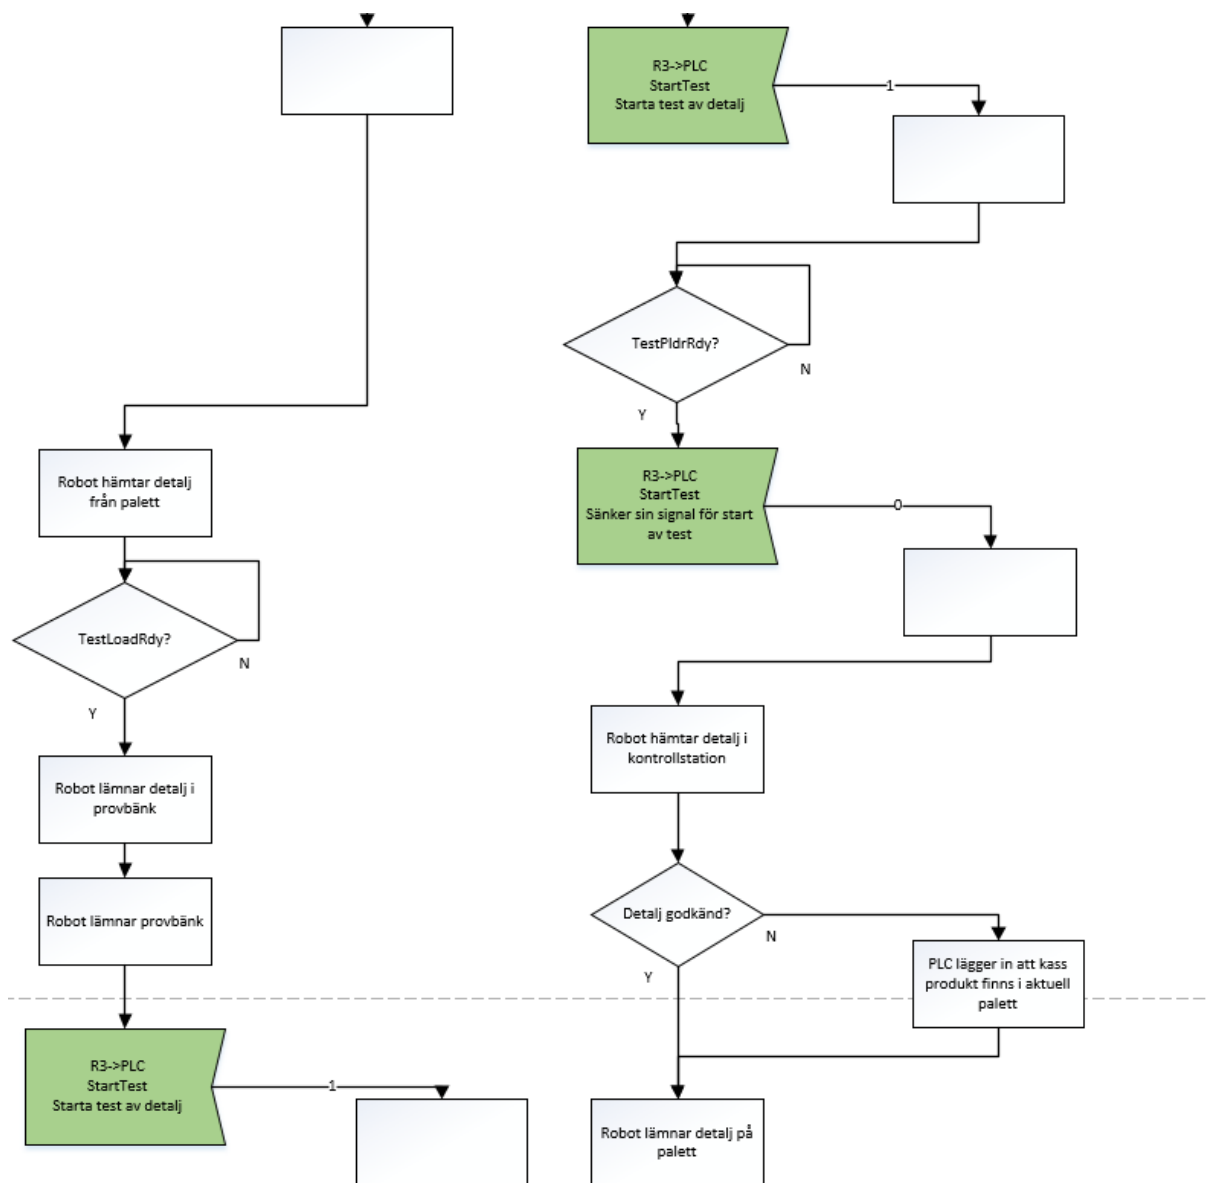 Robot hämtar detalj
från palett
TestLoadRdy?
N
Y
Robot lämnar detalj i
provbänk
Robot lämnar provbänk
R3->PLC
StartTest
Starta test av detalj
1
R3->PLC
StartTest
Starta test av detalj
1
TestPldrRdy?
N
Y
R3->PLC
StartTest
Sänker sin signal för start
av test
0
Robot hämtar detalj i
kontrollstation
Detalj godkänd?
N
Y
PLC lägger in att kass
produkt finns i aktuell
palett
Robot lämnar detalj på
palett